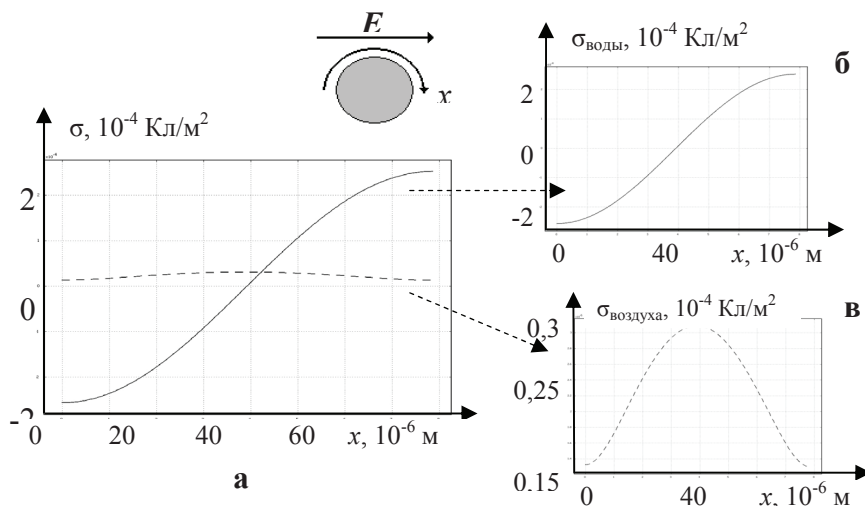 E
x
σ, 10⁻⁴ Кл/м²
2
0
-2
0 20 40 60 x, 10⁻⁶ м
а
σводы, 10⁻⁴ Кл/м²
б
2
0
-2
0 20 40 60 x, 10⁻⁶ м
σвоздуха, 10⁻⁴ Кл/м²
в
0,3
0,25
0,15
0 40 x, 10⁻⁶ м